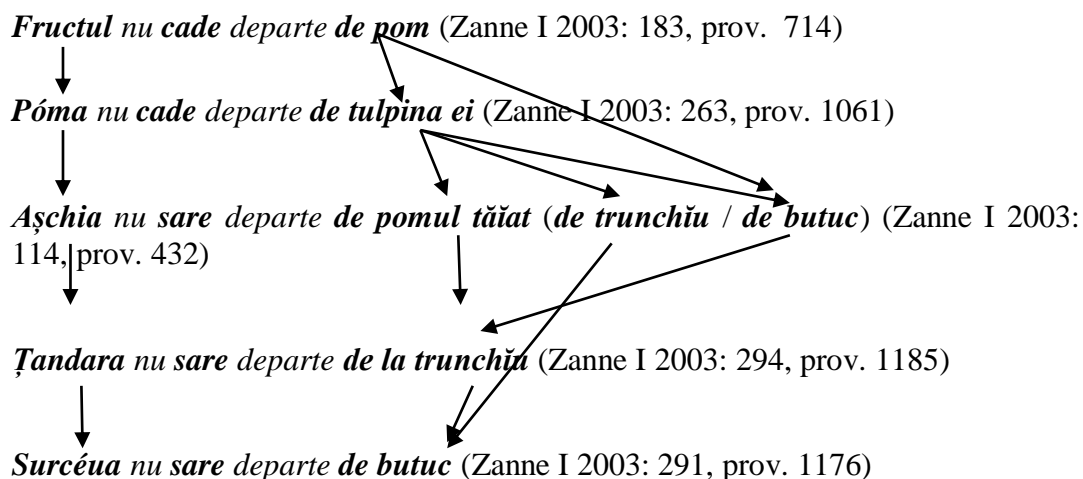 Fructul nu cade departe de pom (Zanne I 2003: 183, prov. 714)
Póma nu cade departe de tulpina ei (Zanne I 2003: 263, prov. 1061)
Așchia nu sare departe de pomul tăĭat (de trunchĭu / de butuc) (Zanne I 2003:
114, prov. 432)
Țandara nu sare departe de la trunchĭu (Zanne I 2003: 294, prov. 1185)
Surcéua nu sare departe de butuc (Zanne I 2003: 291, prov. 1176)